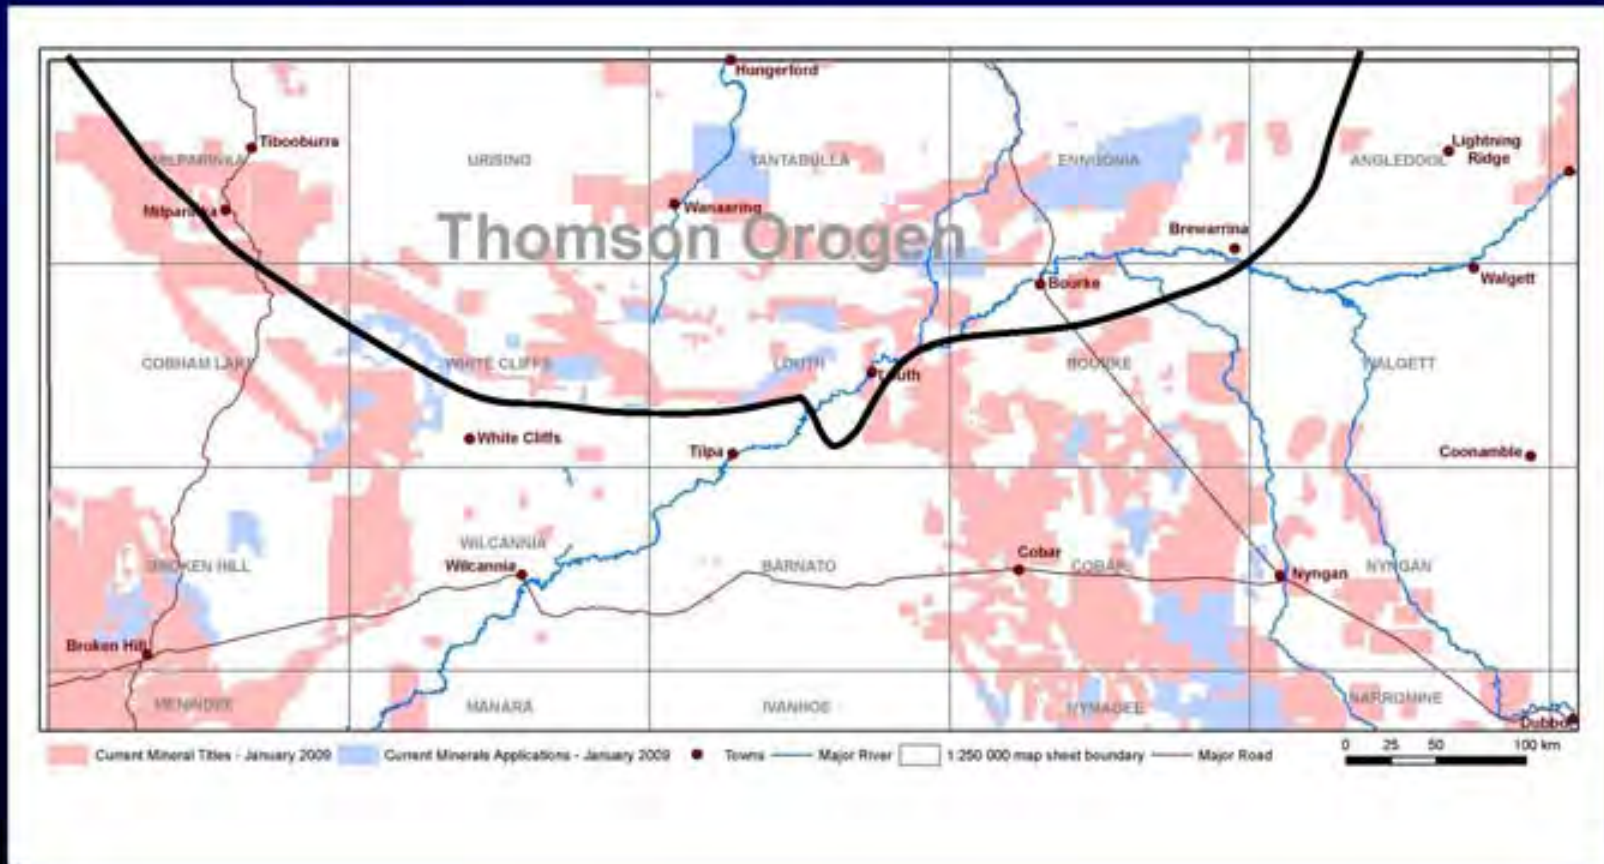 Hungerford
Tibooburra
MILPARINKA
URISINO
YANTABULLA
ENNGONIA
ANGLEDOOL
Lightning
Ridge
Milparinka
Wanaaring
Thomson Orogen
Brewarrina
Walgett
Bourke
COBHAM LAKE
WHITE CLIFFS
LOUTH
Louth
BOURKE
WALGETT
White Cliffs
Tilpa
Coonamble
WILCANNIA
Wilcannia
BROKEN HILL
BARNATO
Cobar
COBAR
Nyngan
NYNGAN
Broken Hill
MENINDEE
MANARA
IVANHOE
NYMAGEE
NARROMINE
Dubbo
Current Mineral Titles - January 2009
Current Minerals Applications - January 2009
Towns
Major River
1:250 000 map sheet boundary
Major Road
0 25 50 100 km